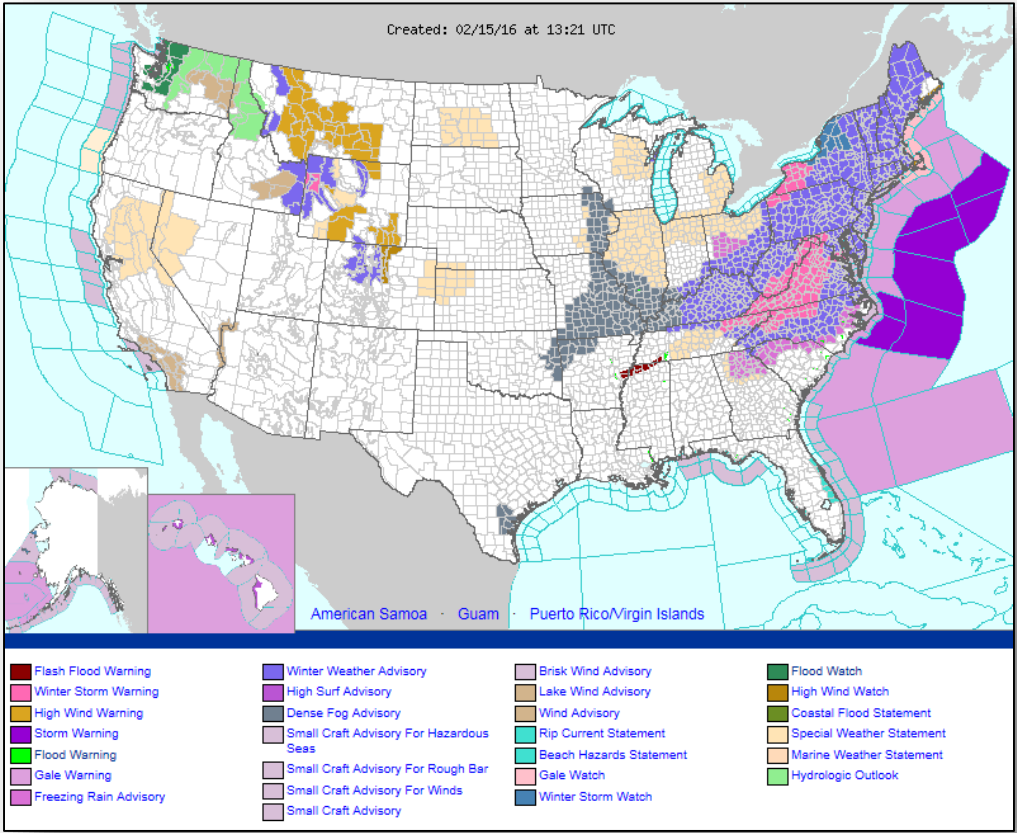 Created: 02/15/16 at 13:21 UTC
American Samoa · Guam · Puerto Rico/Virgin Islands
Flash Flood Warning
Winter Storm Warning
High Wind Warning
Storm Warning
Flood Warning
Gale Warning
Freezing Rain Advisory
Winter Weather Advisory
High Surf Advisory
Dense Fog Advisory
Small Craft Advisory For Hazardous
Seas
Small Craft Advisory For Rough Bar
Small Craft Advisory For Winds
Small Craft Advisory
Brisk Wind Advisory
Lake Wind Advisory
Wind Advisory
Rip Current Statement
Beach Hazards Statement
Gale Watch
Winter Storm Watch
Flood Watch
High Wind Watch
Coastal Flood Statement
Special Weather Statement
Marine Weather Statement
Hydrologic Outlook